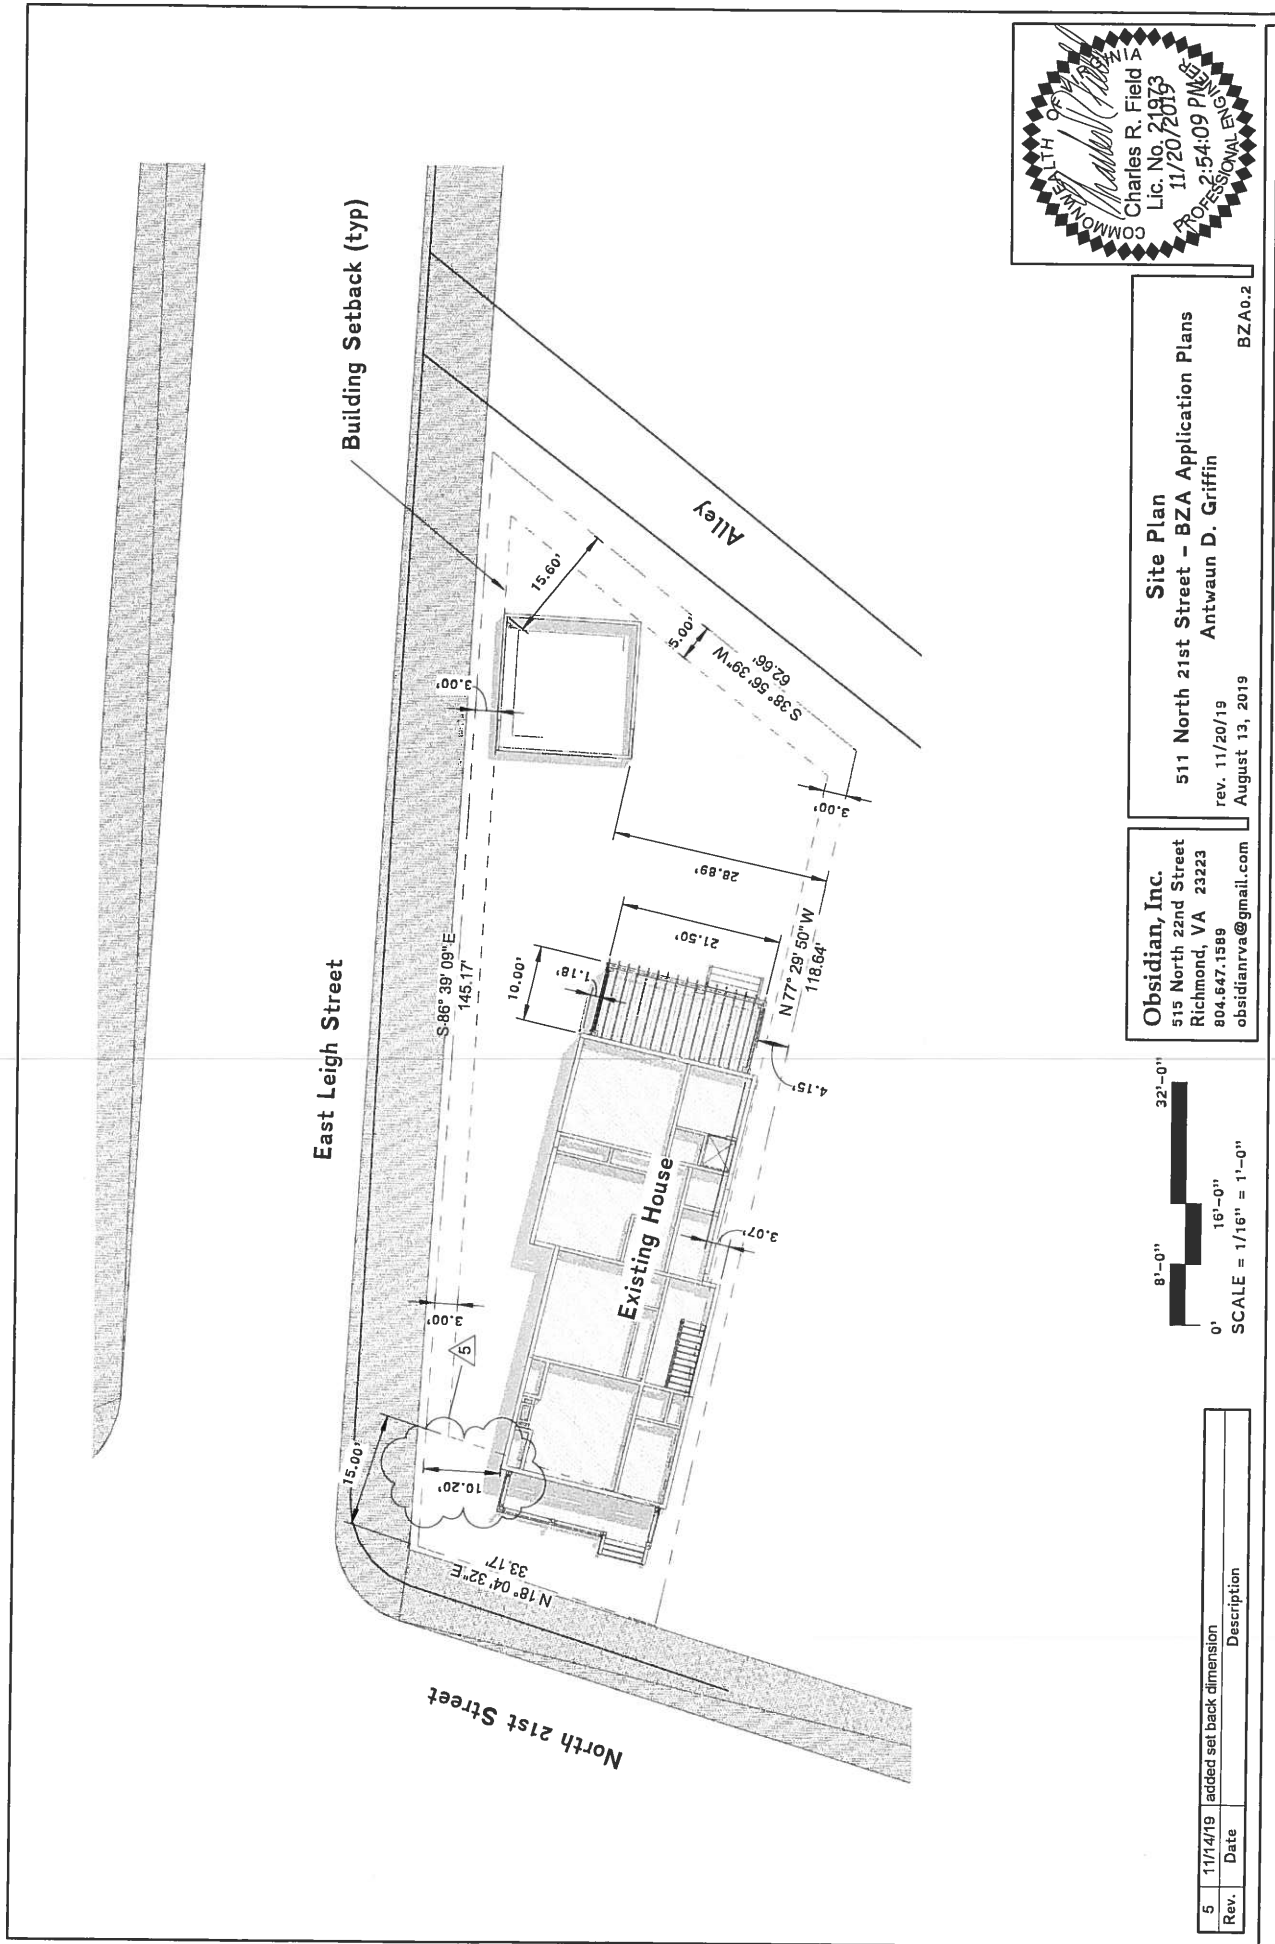 East Leigh Street
Building Setback (typ)
North 21st Street
Alley
Existing House
S 86° 39' 09" E
145.17'
N 18° 04' 32" E
33.17'
S 38° 56' 39" W
62.66'
N 77° 29' 50" W
118.64'
15.00'
10.20'
5
3.00'
3.00'
15.60'
5.00'
3.00'
28.89'
21.50'
10.00'
1.18'
4.15'
3.07'
5 11/14/19 added set back dimension
Rev. Date Description
0' 8'-0" 16'-0" 32'-0"
SCALE = 1/16" = 1'-0"
Obsidian, Inc.
515 North 22nd Street
Richmond, VA 23223
804.647.1589
obsidianrva@gmail.com
Site Plan
511 North 21st Street - BZA Application Plans
Antwaun D. Griffin
rev. 11/20/19
August 13, 2019
BZA0.2
COMMONWEALTH OF VIRGINIA
Charles R. Field
Lic. No. 21973
11/20/2019
2:54:09 PM
PROFESSIONAL ENGINEER